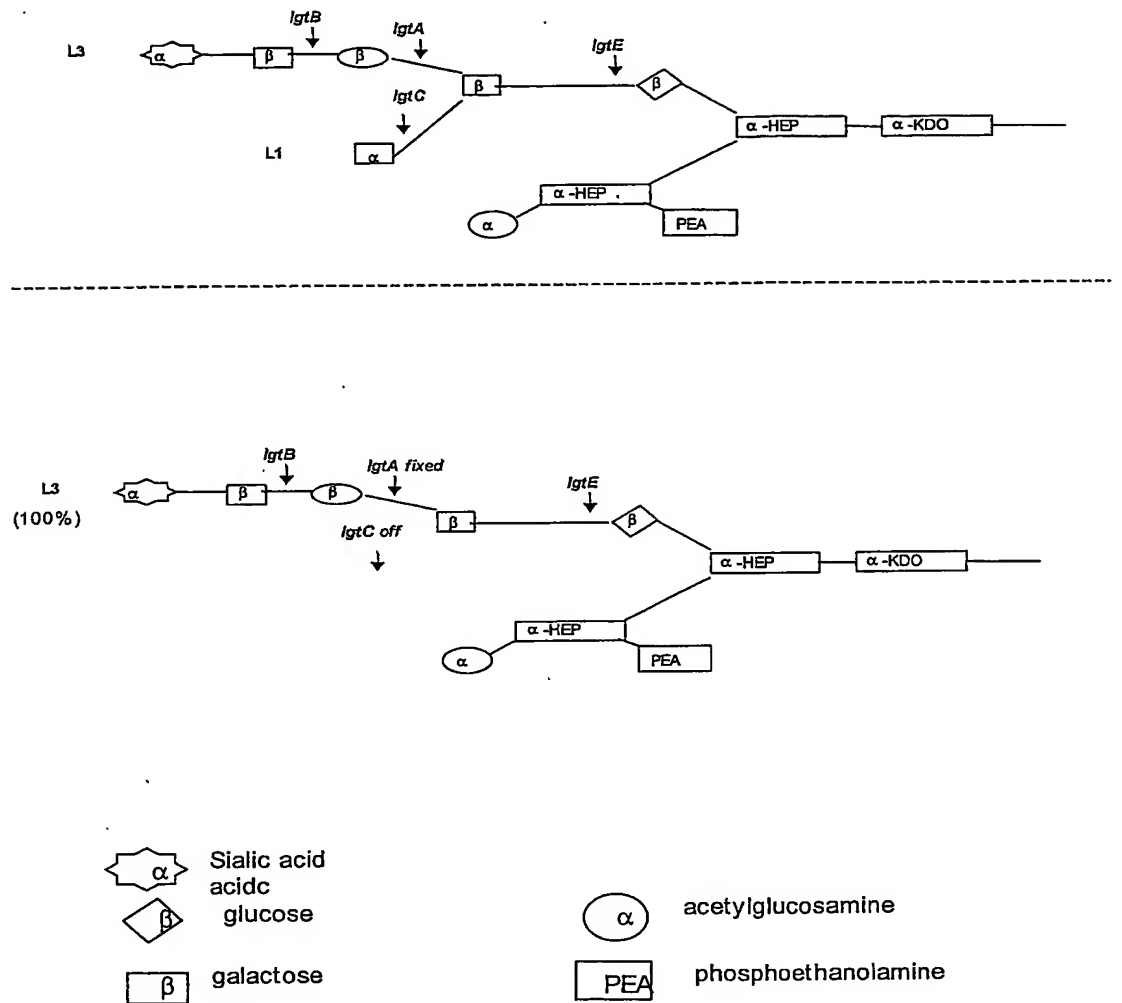 lgtB
lgtA
L3
α
β
β
lgtE
β
β
lgtC
α -HEP
α -KDO
L1
α
α -HEP
α
PEA
lgtB
lgtA fixed
L3
(100%)
α
β
β
lgtE
β
β
lgtC off
α -HEP
α -KDO
α -HEP
α
PEA
α Sialic acid
acidc
β glucose
α acetylglucosamine
β galactose
PEA phosphoethanolamine